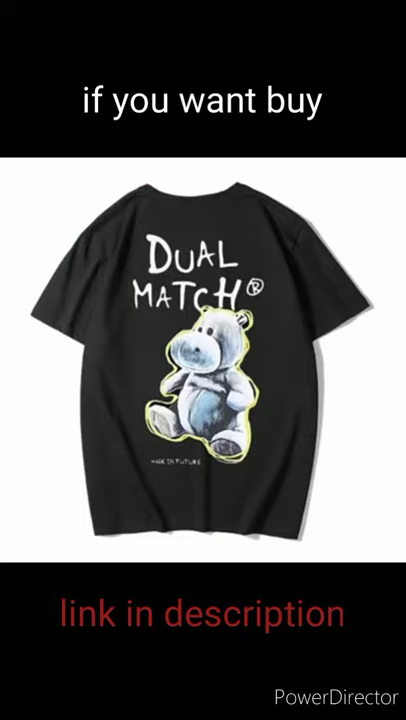 if you want buy
DUAL
MATCH®
MADE IN FUTURE
link in description
PowerDirector